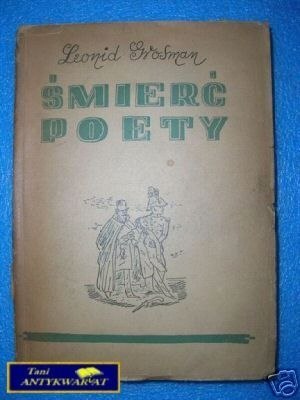 Leonid Grosman
ŚMIERĆ
POETY
Tani
ANTYKWARIAT